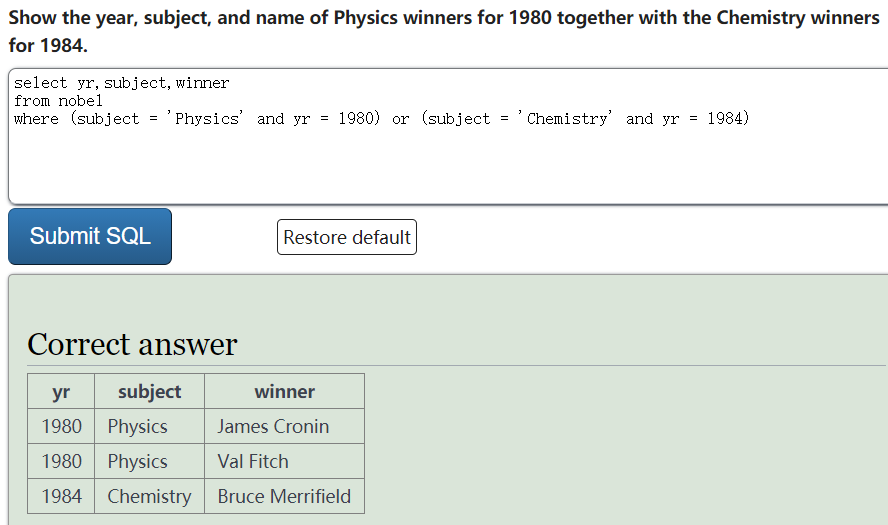 Show the year, subject, and name of Physics winners for 1980 together with the Chemistry winners
for 1984.
select yr,subject,winner
from nobel
where (subject = 'Physics' and yr = 1980) or (subject = 'Chemistry' and yr = 1984)
Submit SQL Restore default
Correct answer
yr subject winner
1980 Physics James Cronin
1980 Physics Val Fitch
1984 Chemistry Bruce Merrifield